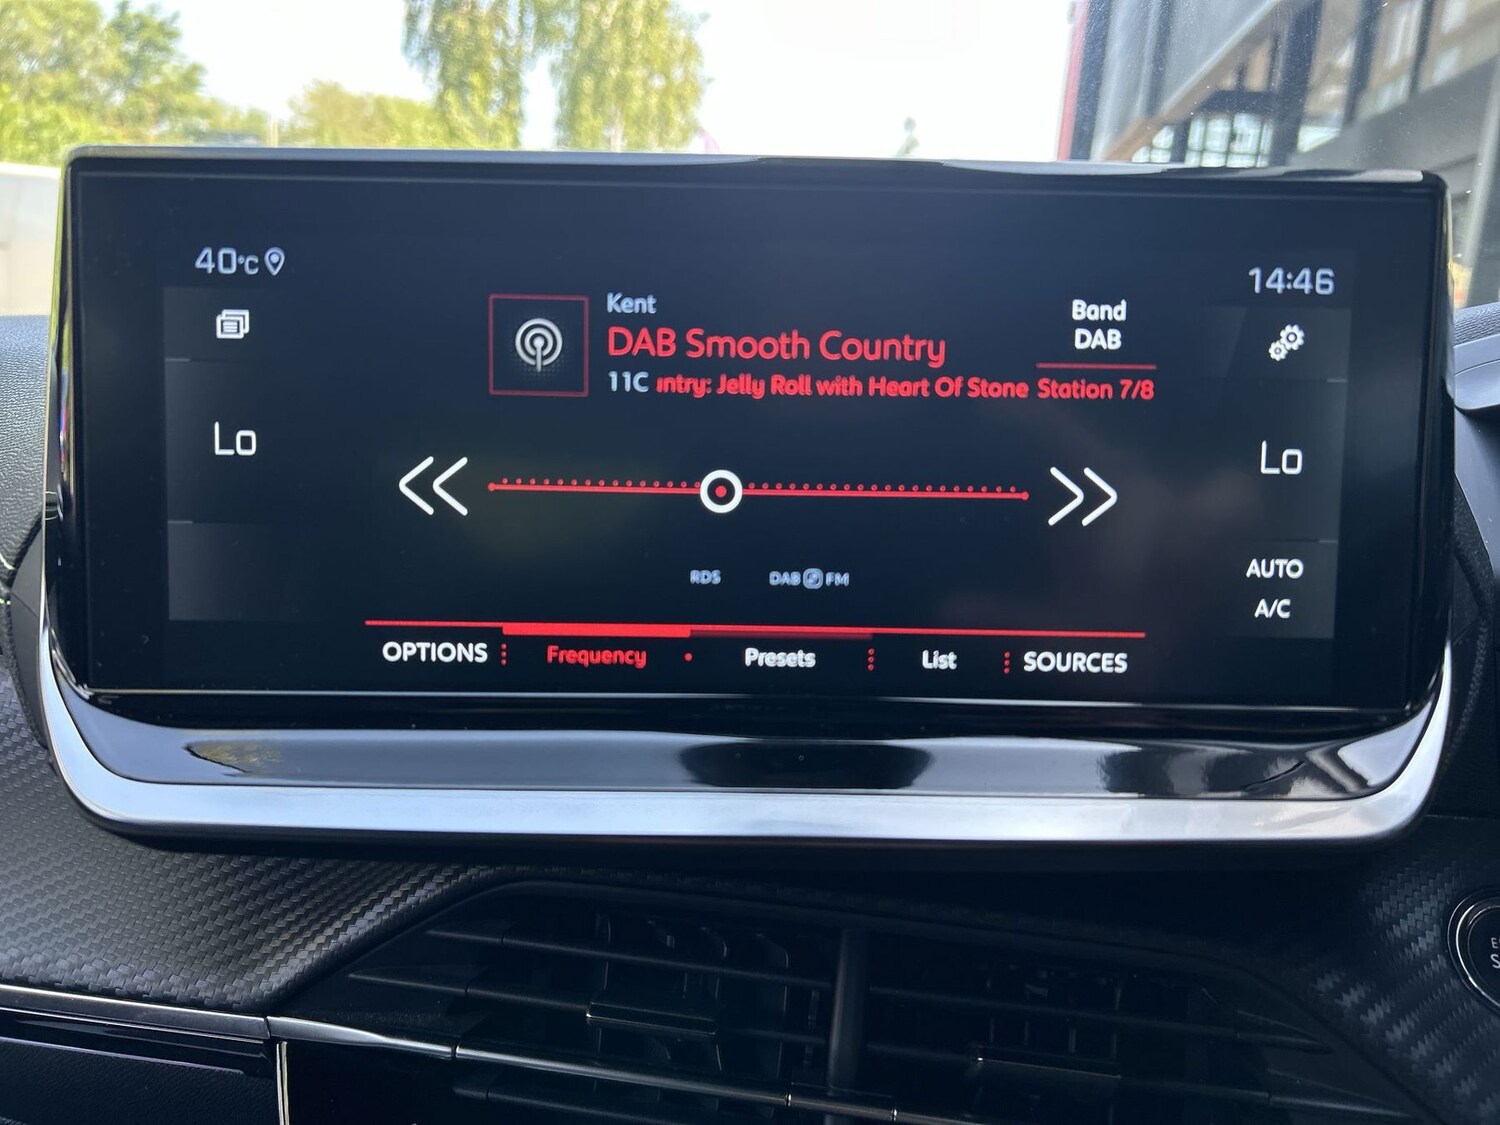 40°C
14:46
Kent
DAB Smooth Country
11C ntry: Jelly Roll with Heart Of Stone
Band
DAB
Station 7/8
Lo
Lo
RDS
DAB FM
AUTO
A/C
OPTIONS
Frequency
Presets
List
SOURCES